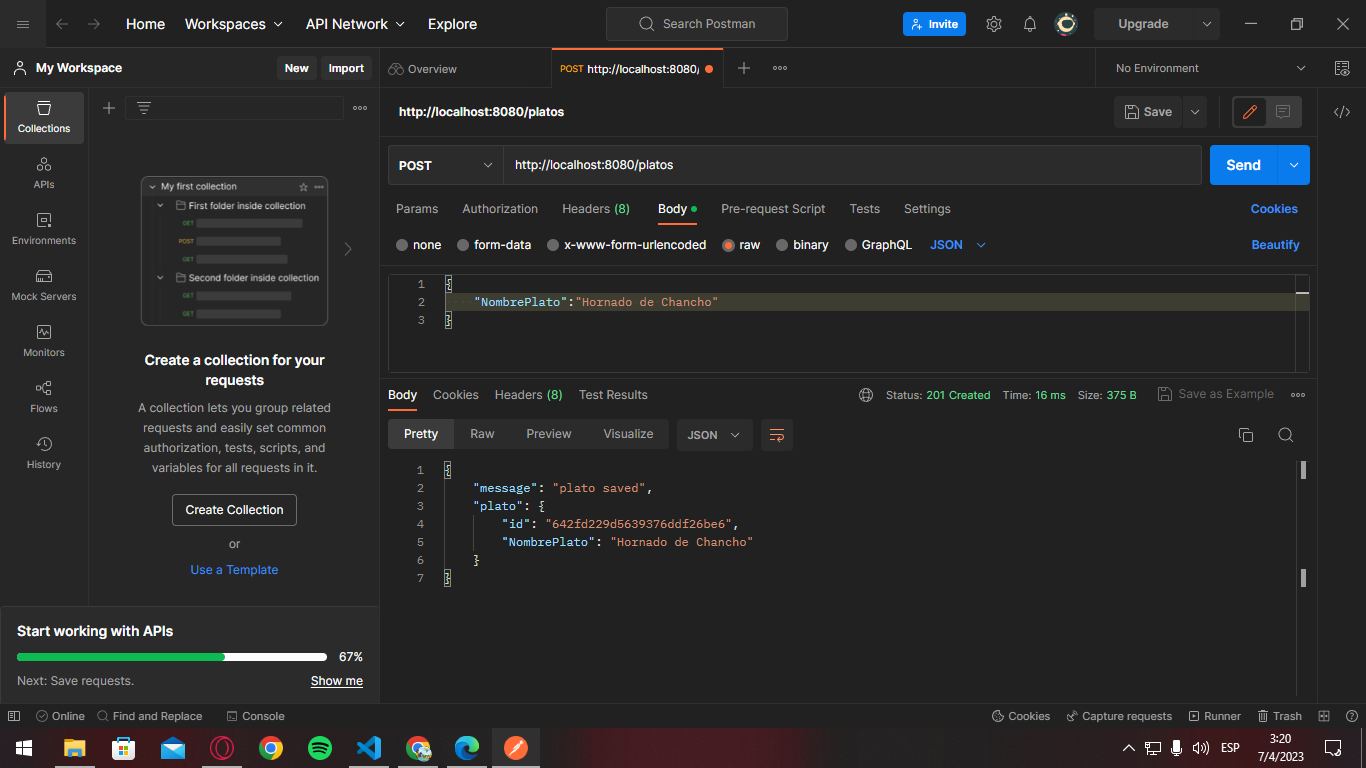 Home Workspaces API Network Explore Search Postman Invite Upgrade
My Workspace New Import Overview POST http://localhost:8080/ No Environment
Collections
APIs
Environments
Mock Servers
Monitors
Flows
History
My first collection
First folder inside collection
GET
POST
GET
Second folder inside collection
GET
GET
Create a collection for your
requests
A collection lets you group related
requests and easily set common
authorization, tests, scripts, and
variables for all requests in it.
Create Collection
or
Use a Template
Start working with APIs
67%
Next: Save requests. Show me
http://localhost:8080/platos Save
POST http://localhost:8080/platos Send
Params Authorization Headers (8) Body Pre-request Script Tests Settings Cookies
none form-data x-www-form-urlencoded raw binary GraphQL JSON Beautify
1 {
2 "NombrePlato":"Hornado de Chancho"
3 }
Body Cookies Headers (8) Test Results Status: 201 Created Time: 16 ms Size: 375 B Save as Example
Pretty Raw Preview Visualize JSON
1 {
2 "message": "plato saved",
3 "plato": {
4 "id": "642fd229d5639376ddf26be6",
5 "NombrePlato": "Hornado de Chancho"
6 }
7 }
Online Find and Replace Console Cookies Capture requests Runner Trash
ESP 3:20
7/4/2023